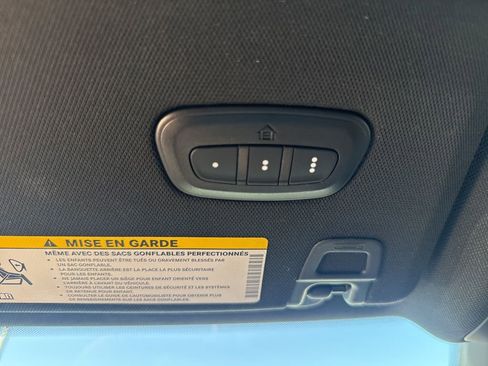 MISE EN GARDE
MÊME AVEC DES SACS GONFLABLES PERFECTIONNÉS
• LES ENFANTS PEUVENT ÊTRE TUÉS OU GRAVEMENT BLESSÉS PAR
UN SAC GONFLABLE.
• LA BANQUETTE ARRIÈRE EST LA PLACE LA PLUS SÉCURITAIRE
POUR LES ENFANTS.
• NE JAMAIS PLACER UN SIÈGE POUR ENFANT ORIENTÉ VERS
L'ARRIÈRE À L'AVANT DU VÉHICULE.
• TOUJOURS UTILISER LES CEINTURES DE SÉCURITÉ ET LES SYSTÈMES
DE RETENUE POUR ENFANT.
• CONSULTER LE GUIDE DE L'AUTOMOBILISTE POUR OBTENIR PLUS
DE RENSEIGNEMENTS SUR LES SACS GONFLABLES.